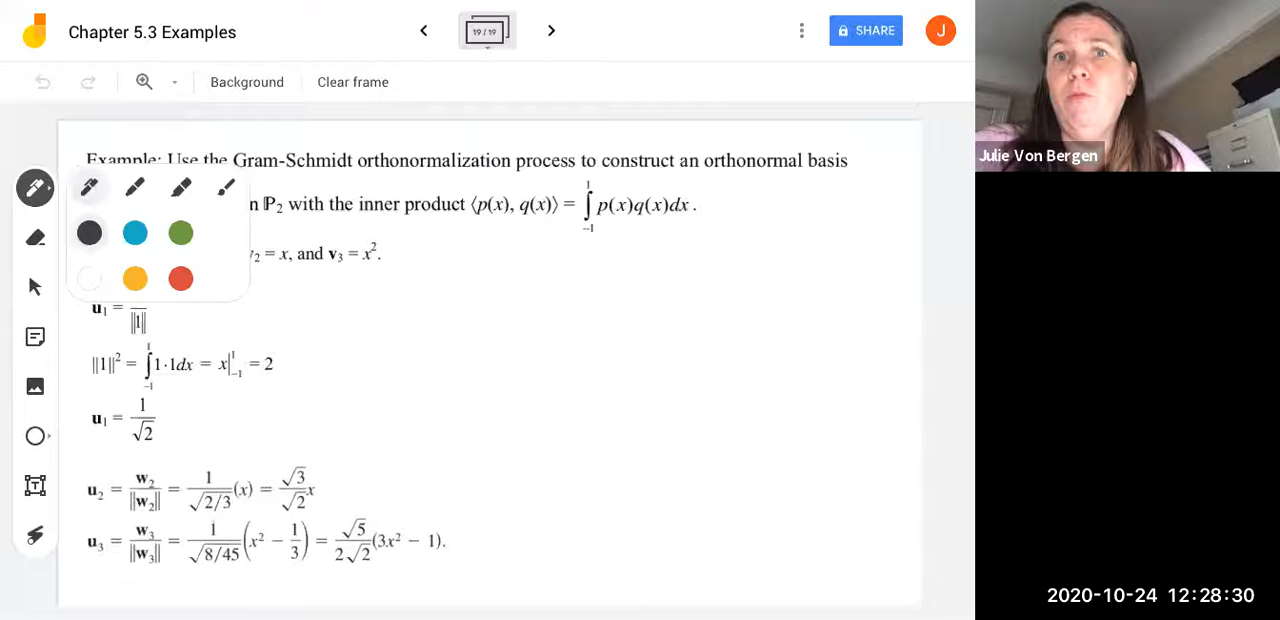 Chapter 5.3 Examples
19 / 19
SHARE
J
Background
Clear frame
Julie Von Bergen
Example: Use the Gram-Schmidt orthonormalization process to construct an orthonormal basis
n ℙ₂ with the inner product ⟨p(x), q(x)⟩ = ∫₋₁¹ p(x)q(x)dx.
₂ = x, and v₃ = x².
u₁ = ‖1‖
‖1‖² = ∫₋₁¹ 1·1dx = x|₋₁¹ = 2
u₁ = 1/√2
u₂ = w₂/‖w₂‖ = 1/√2/3 (x) = √3/√2 x
u₃ = w₃/‖w₃‖ = 1/√8/45 (x² − 1/3) = √5/2√2 (3x² − 1).
2020-10-24 12:28:30